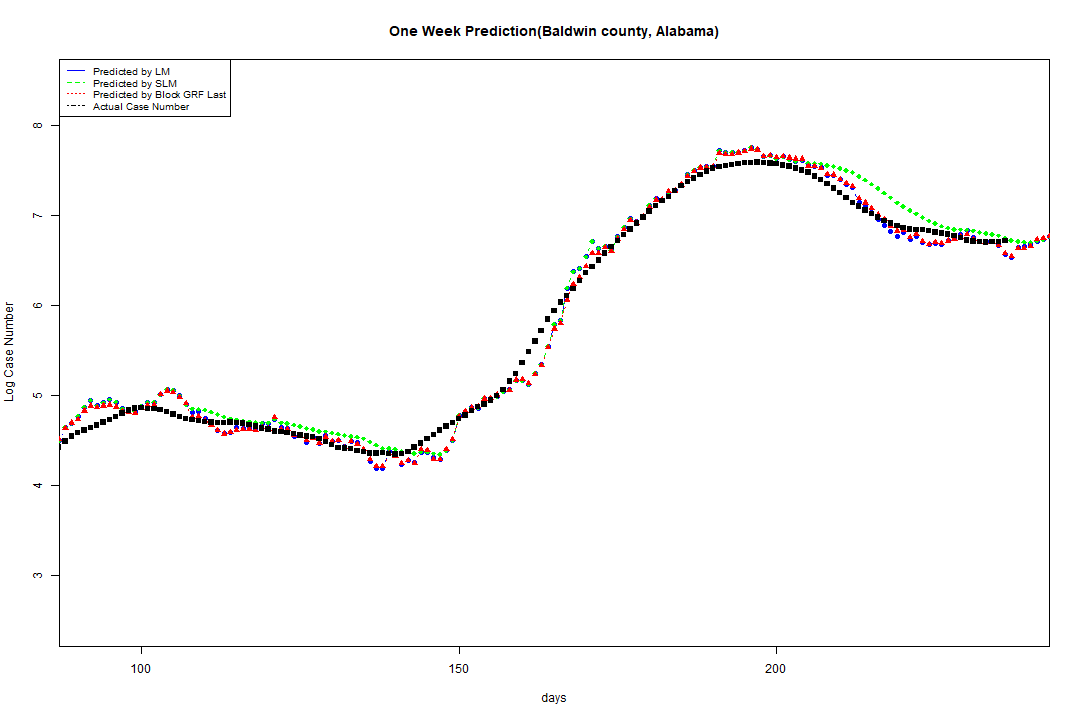 One Week Prediction(Baldwin county, Alabama)
Predicted by LM
Predicted by SLM
Predicted by Block GRF Last
Actual Case Number
8
7
6
5
4
3
Log Case Number
100 150 200
days